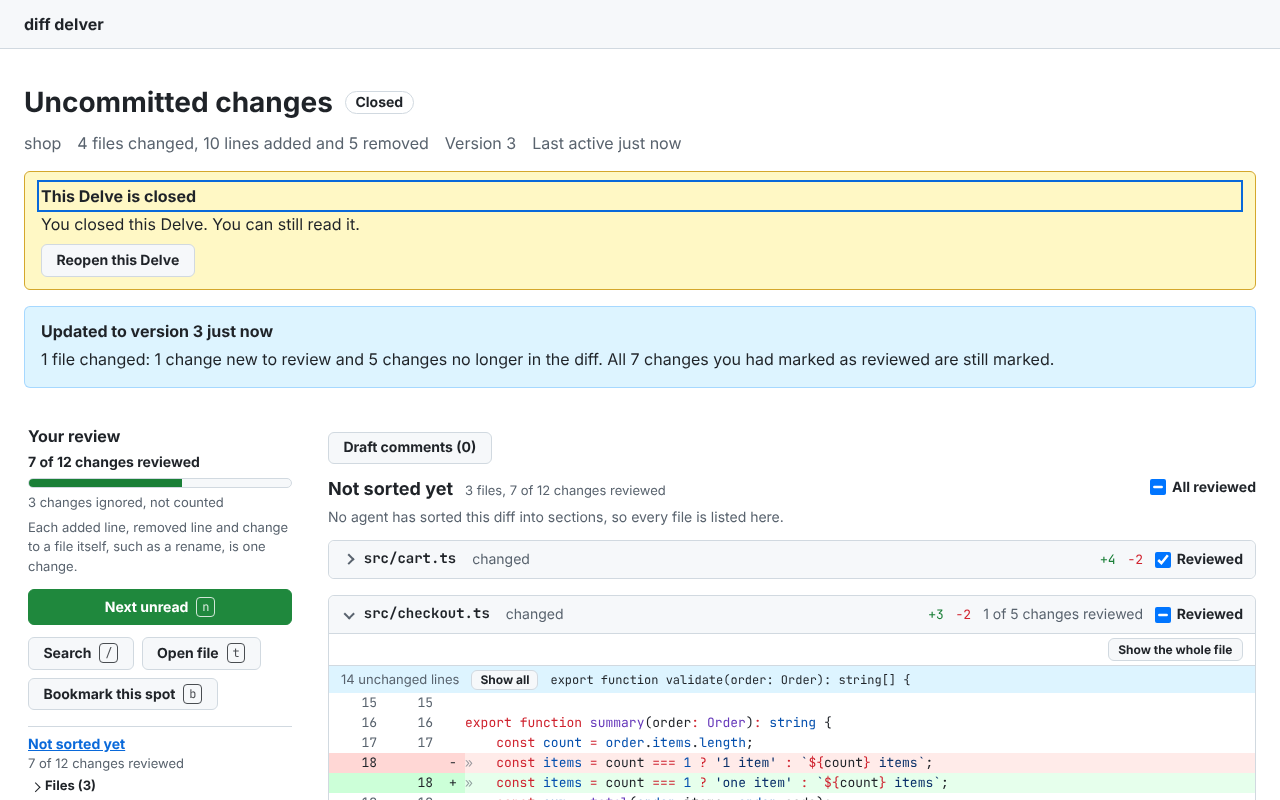 diff delver
Uncommitted changes Closed
shop 4 files changed, 10 lines added and 5 removed Version 3 Last active just now
This Delve is closed
You closed this Delve. You can still read it.
Reopen this Delve
Updated to version 3 just now
1 file changed: 1 change new to review and 5 changes no longer in the diff. All 7 changes you had marked as reviewed are still marked.
Your review
7 of 12 changes reviewed
3 changes ignored, not counted
Each added line, removed line and change
to a file itself, such as a rename, is one
change.
Next unread n
Search /
Open file t
Bookmark this spot b
Not sorted yet
7 of 12 changes reviewed
Files (3)
Draft comments (0)
Not sorted yet 3 files, 7 of 12 changes reviewed All reviewed
No agent has sorted this diff into sections, so every file is listed here.
src/cart.ts changed +4 -2 Reviewed
src/checkout.ts changed +3 -2 1 of 5 changes reviewed Reviewed
Show the whole file
14 unchanged lines Show all export function validate(order: Order): string[] {
15 15
16 16 export function summary(order: Order): string {
17 17 const count = order.items.length;
18 - » const items = count === 1 ? '1 item' : `${count} items`;
18 + » const items = count === 1 ? 'one item' : `${count} items`;